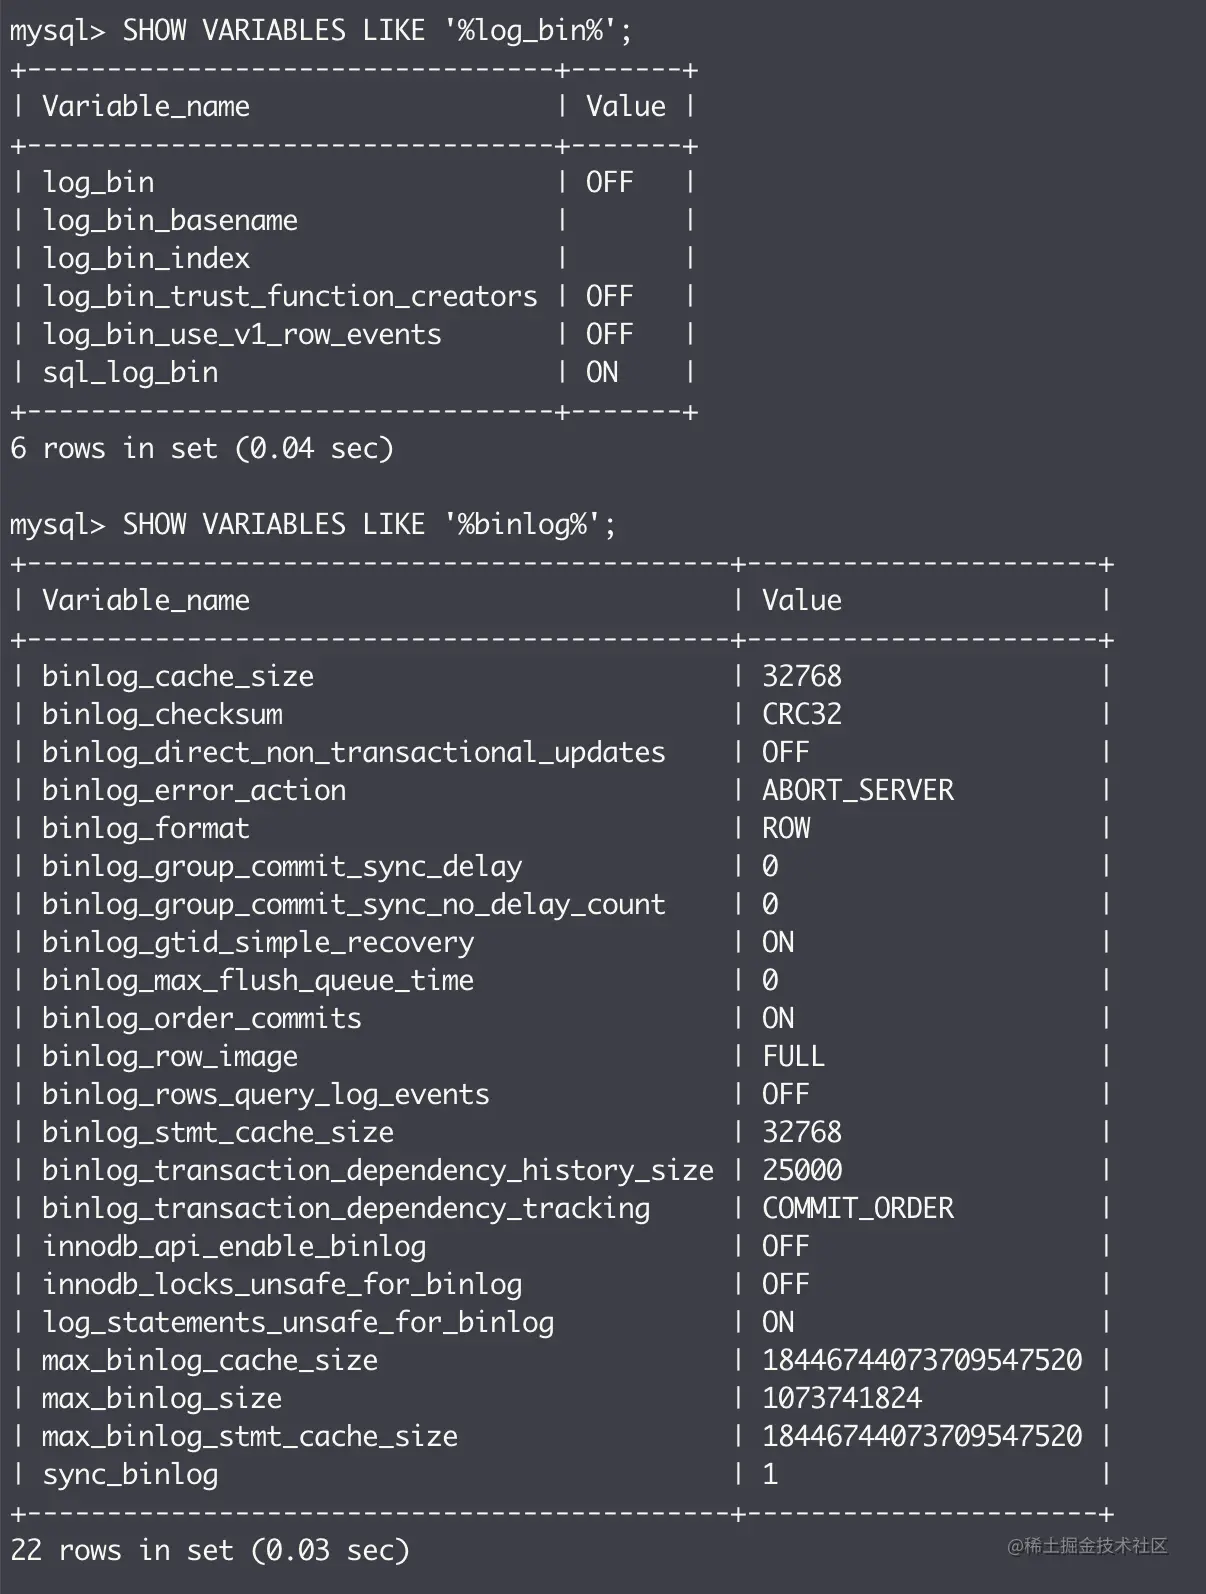 mysql> SHOW VARIABLES LIKE '%log_bin%';
+---------------------------------+-------+
| Variable_name                   | Value |
+---------------------------------+-------+
| log_bin                         | OFF   |
| log_bin_basename                |       |
| log_bin_index                   |       |
| log_bin_trust_function_creators | OFF   |
| log_bin_use_v1_row_events       | OFF   |
| sql_log_bin                     | ON    |
+---------------------------------+-------+
6 rows in set (0.04 sec)

mysql> SHOW VARIABLES LIKE '%binlog%';
+--------------------------------------------+----------------------+
| Variable_name                              | Value                |
+--------------------------------------------+----------------------+
| binlog_cache_size                          | 32768                |
| binlog_checksum                            | CRC32                |
| binlog_direct_non_transactional_updates    | OFF                  |
| binlog_error_action                        | ABORT_SERVER         |
| binlog_format                              | ROW                  |
| binlog_group_commit_sync_delay             | 0                    |
| binlog_group_commit_sync_no_delay_count    | 0                    |
| binlog_gtid_simple_recovery                | ON                   |
| binlog_max_flush_queue_time                | 0                    |
| binlog_order_commits                       | ON                   |
| binlog_row_image                           | FULL                 |
| binlog_rows_query_log_events               | OFF                  |
| binlog_stmt_cache_size                     | 32768                |
| binlog_transaction_dependency_history_size | 25000                |
| binlog_transaction_dependency_tracking     | COMMIT_ORDER         |
| innodb_api_enable_binlog                   | OFF                  |
| innodb_locks_unsafe_for_binlog             | OFF                  |
| log_statements_unsafe_for_binlog           | ON                   |
| max_binlog_cache_size                      | 18446744073709547520 |
| max_binlog_size                            | 1073741824           |
| max_binlog_stmt_cache_size                 | 18446744073709547520 |
| sync_binlog                                | 1                    |
+--------------------------------------------+----------------------+
22 rows in set (0.03 sec)
@稀土掘金技术社区